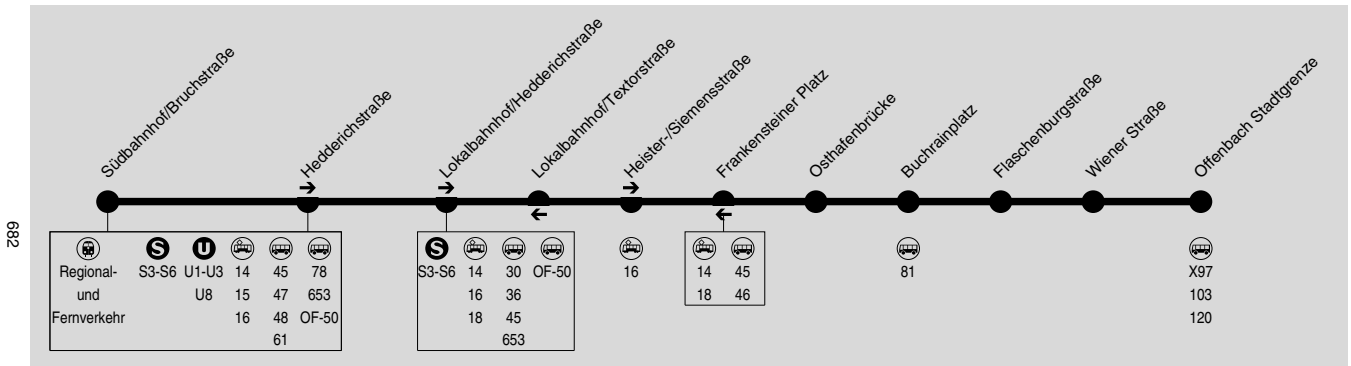 Südbahnhof/Bruchstraße
Hedderichstraße
Lokalbahnhof/Hedderichstraße
Lokalbahnhof/Textorstraße
Heister-/Siemensstraße
Frankensteiner Platz
Osthafenbrücke
Buchrainplatz
Flaschenburgstraße
Wiener Straße
Offenbach Stadtgrenze
682
S U
Regional- S3-S6 U1-U3 14 45 78
und U8 15 47 653
Fernverkehr 16 48 OF-50
61
S
S3-S6 14 30 OF-50
16 36
18 45
653
16
14 45
18 46
81
X97
103
120